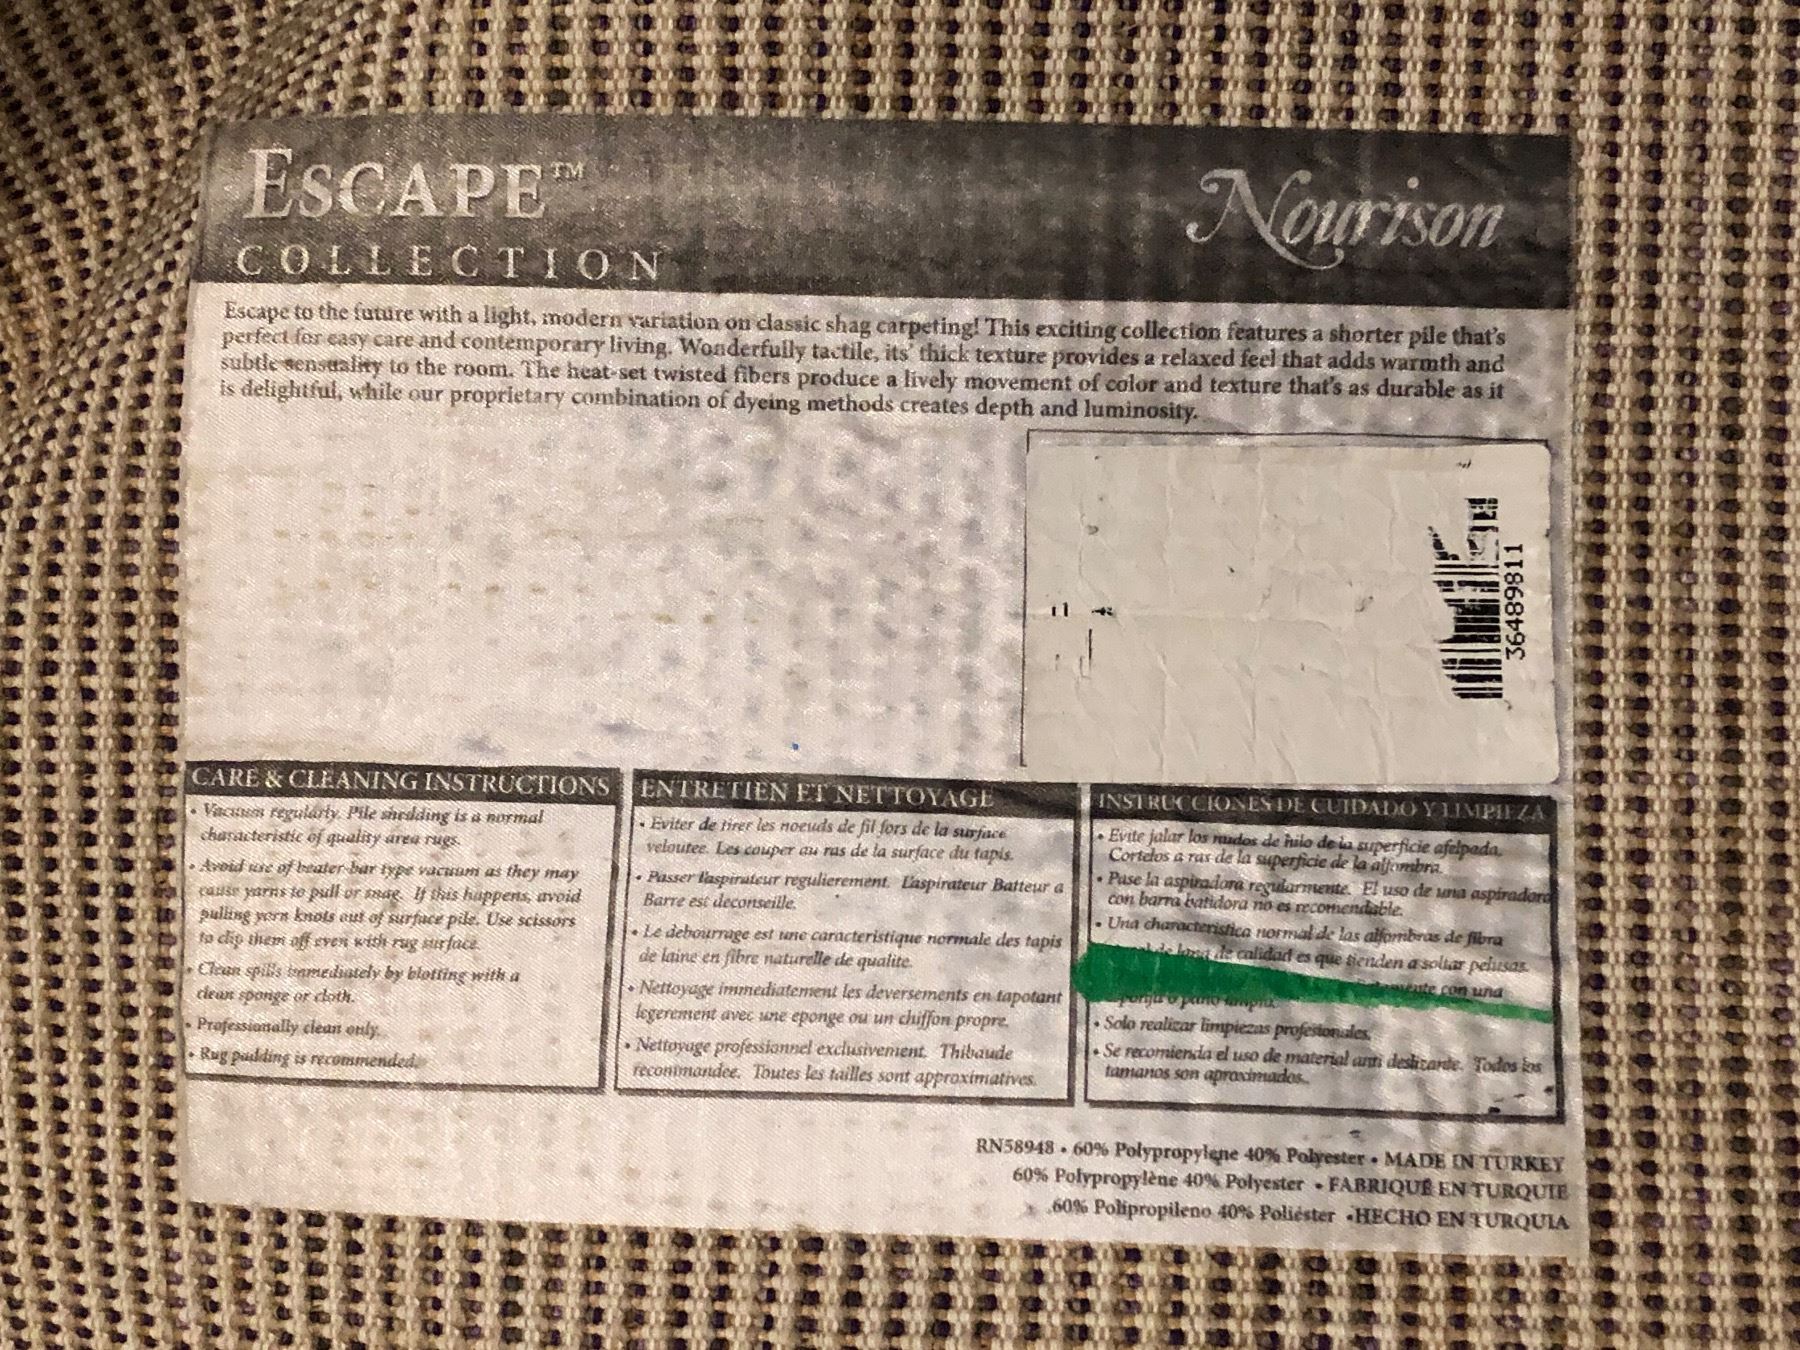 ESCAPE™
COLLECTION
Nourison
Escape to the future with a light, modern variation on classic shag carpeting! This exciting collection features a shorter pile that's
perfect for easy care and contemporary living. Wonderfully tactile, its' thick texture provides a relaxed feel that adds warmth and
subtle sensuality to the room. The heat-set twisted fibers produce a lively movement of color and texture that's as durable as it
is delightful, while our proprietary combination of dyeing methods creates depth and luminosity.
36489811
CARE & CLEANING INSTRUCTIONS
• Vacuum regularly. Pile shedding is a normal
characteristic of quality area rugs.
• Avoid use of beater-bar type vacuum as they may
cause yarns to pull or snag. If this happens, avoid
pulling yarn knots out of surface pile. Use scissors
to clip them off even with rug surface.
• Clean spills immediately by blotting with a
clean sponge or cloth.
• Professionally clean only.
• Rug padding is recommended.
ENTRETIEN ET NETTOYAGE
• Eviter de tirer les noeuds de fil fors de la surface
veloutee. Les couper au ras de la surface du tapis.
• Passer l'aspirateur regulierement. L'aspirateur Batteur a
Barre est deconseille.
• Le debourrage est une caracteristique normale des tapis
de laine en fibre naturelle de qualite.
• Nettoyage immediatement les deversements en tapotant
legerement avec une eponge ou un chiffon propre.
• Nettoyage professionnel exclusivement. Thibaude
recommandee. Toutes les tailles sont approximatives.
INSTRUCCIONES DE CUIDADO Y LIMPIEZA
• Evite jalar los nudos de hilo de la superficie afelpada.
Cortelos a ras de la superficie de la alfombra.
• Pase la aspiradora regularmente. El uso de una aspiradora
con barra batidora no es recomendable.
• Una characteristica normal de las alfombras de fibra
de lana de calidad es que tienden a soltar pelusas.
con una
o pano limpia.
• Solo realizar limpiezas profesionales.
• Se recomienda el uso de material anti deslizante. Todos los
tamanos son aproximados.
RN58948 • 60% Polypropylene 40% Polyester • MADE IN TURKEY
60% Polypropylène 40% Polyester • FABRIQUÉ EN TURQUIE
60% Polipropileno 40% Poliéster • HECHO EN TURQUIA